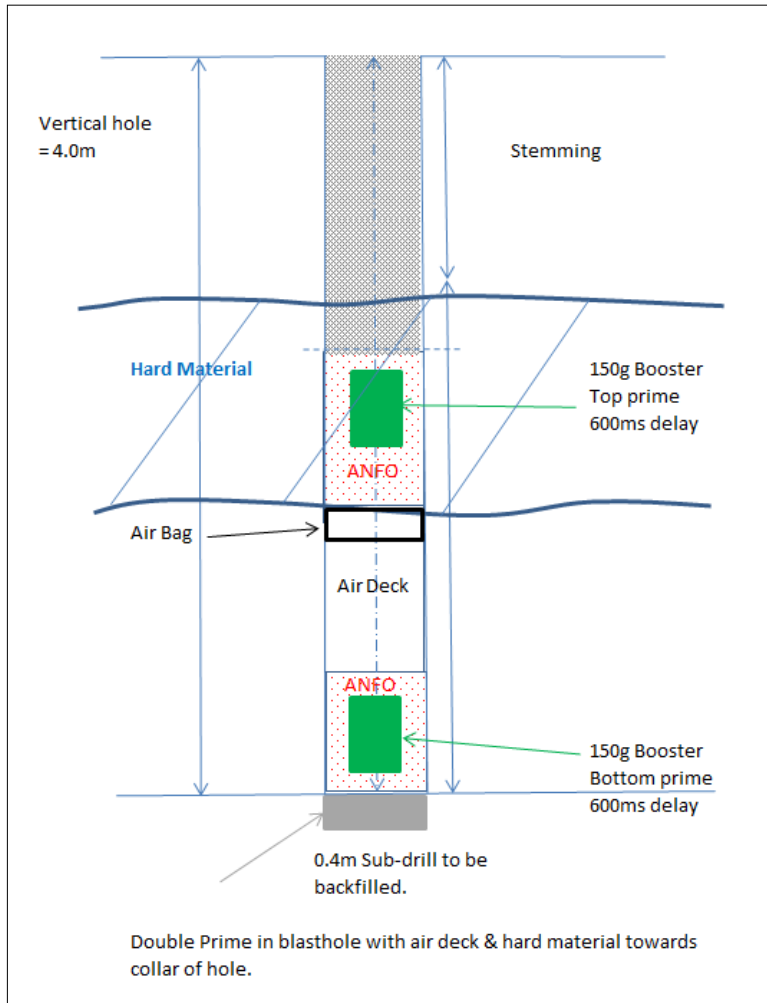 Vertical hole
= 4.0m
Stemming
Hard Material
150g Booster
Top prime
600ms delay
ANFO
Air Bag
Air Deck
ANFO
150g Booster
Bottom prime
600ms delay
0.4m Sub-drill to be
backfilled.
Double Prime in blasthole with air deck & hard material towards
collar of hole.